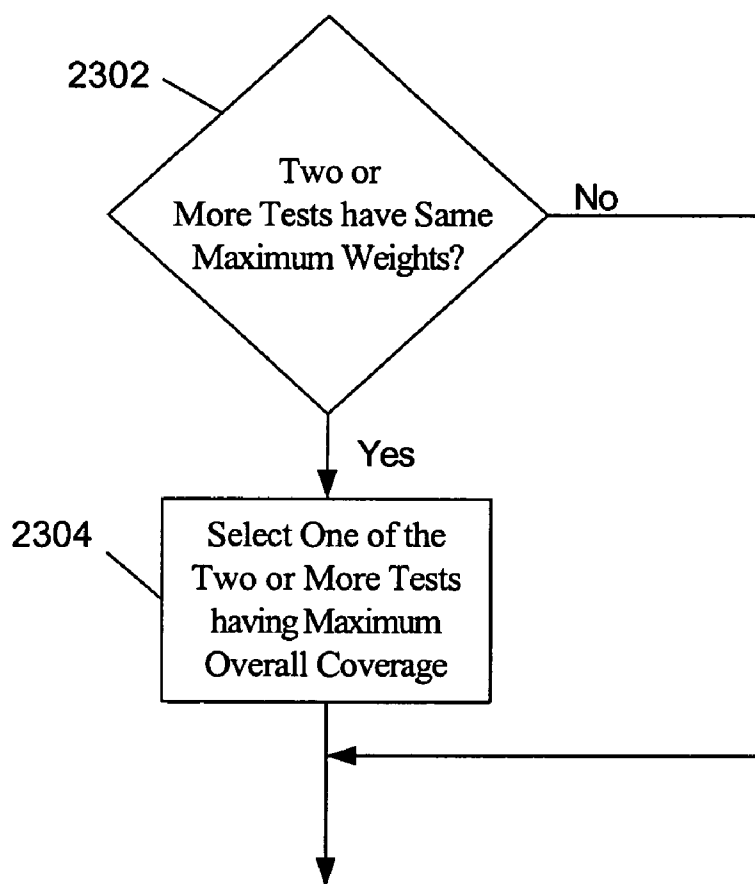 2302
Two or
More Tests have Same
Maximum Weights?
No
Yes
2304
Select One of the
Two or More Tests
having Maximum
Overall Coverage